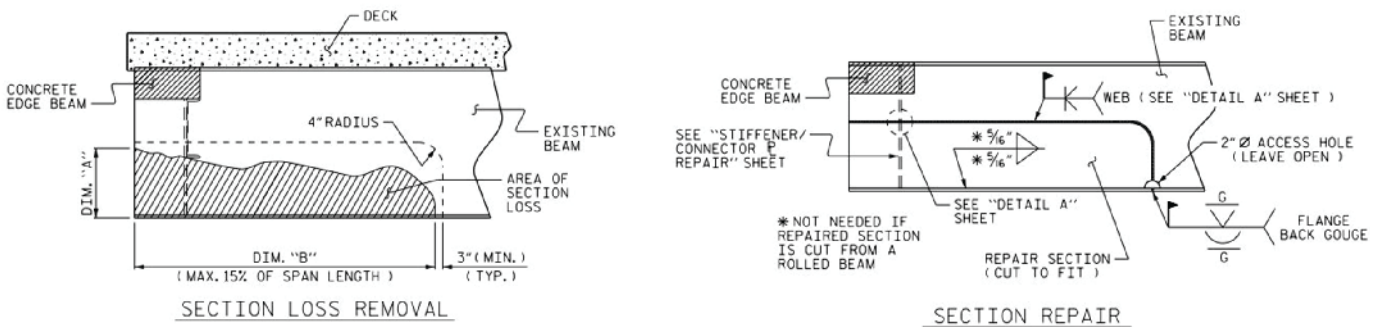 DECK
CONCRETE
EDGE BEAM
4" RADIUS
EXISTING
BEAM
DIM. "A"
AREA OF
SECTION
LOSS
DIM. "B"
(MAX. 15% OF SPAN LENGTH)
3" (MIN.)
(TYP.)
SECTION LOSS REMOVAL
EXISTING
BEAM
CONCRETE
EDGE BEAM
WEB (SEE "DETAIL A" SHEET)
SEE "STIFFENER/
CONNECTOR ℄
REPAIR" SHEET
* 5/16"
* 5/16"
2" Ø ACCESS HOLE
(LEAVE OPEN)
SEE "DETAIL A"
SHEET
* NOT NEEDED IF
REPAIRED SECTION
IS CUT FROM A
ROLLED BEAM
REPAIR SECTION
(CUT TO FIT)
G
G
FLANGE
BACK GOUGE
SECTION REPAIR